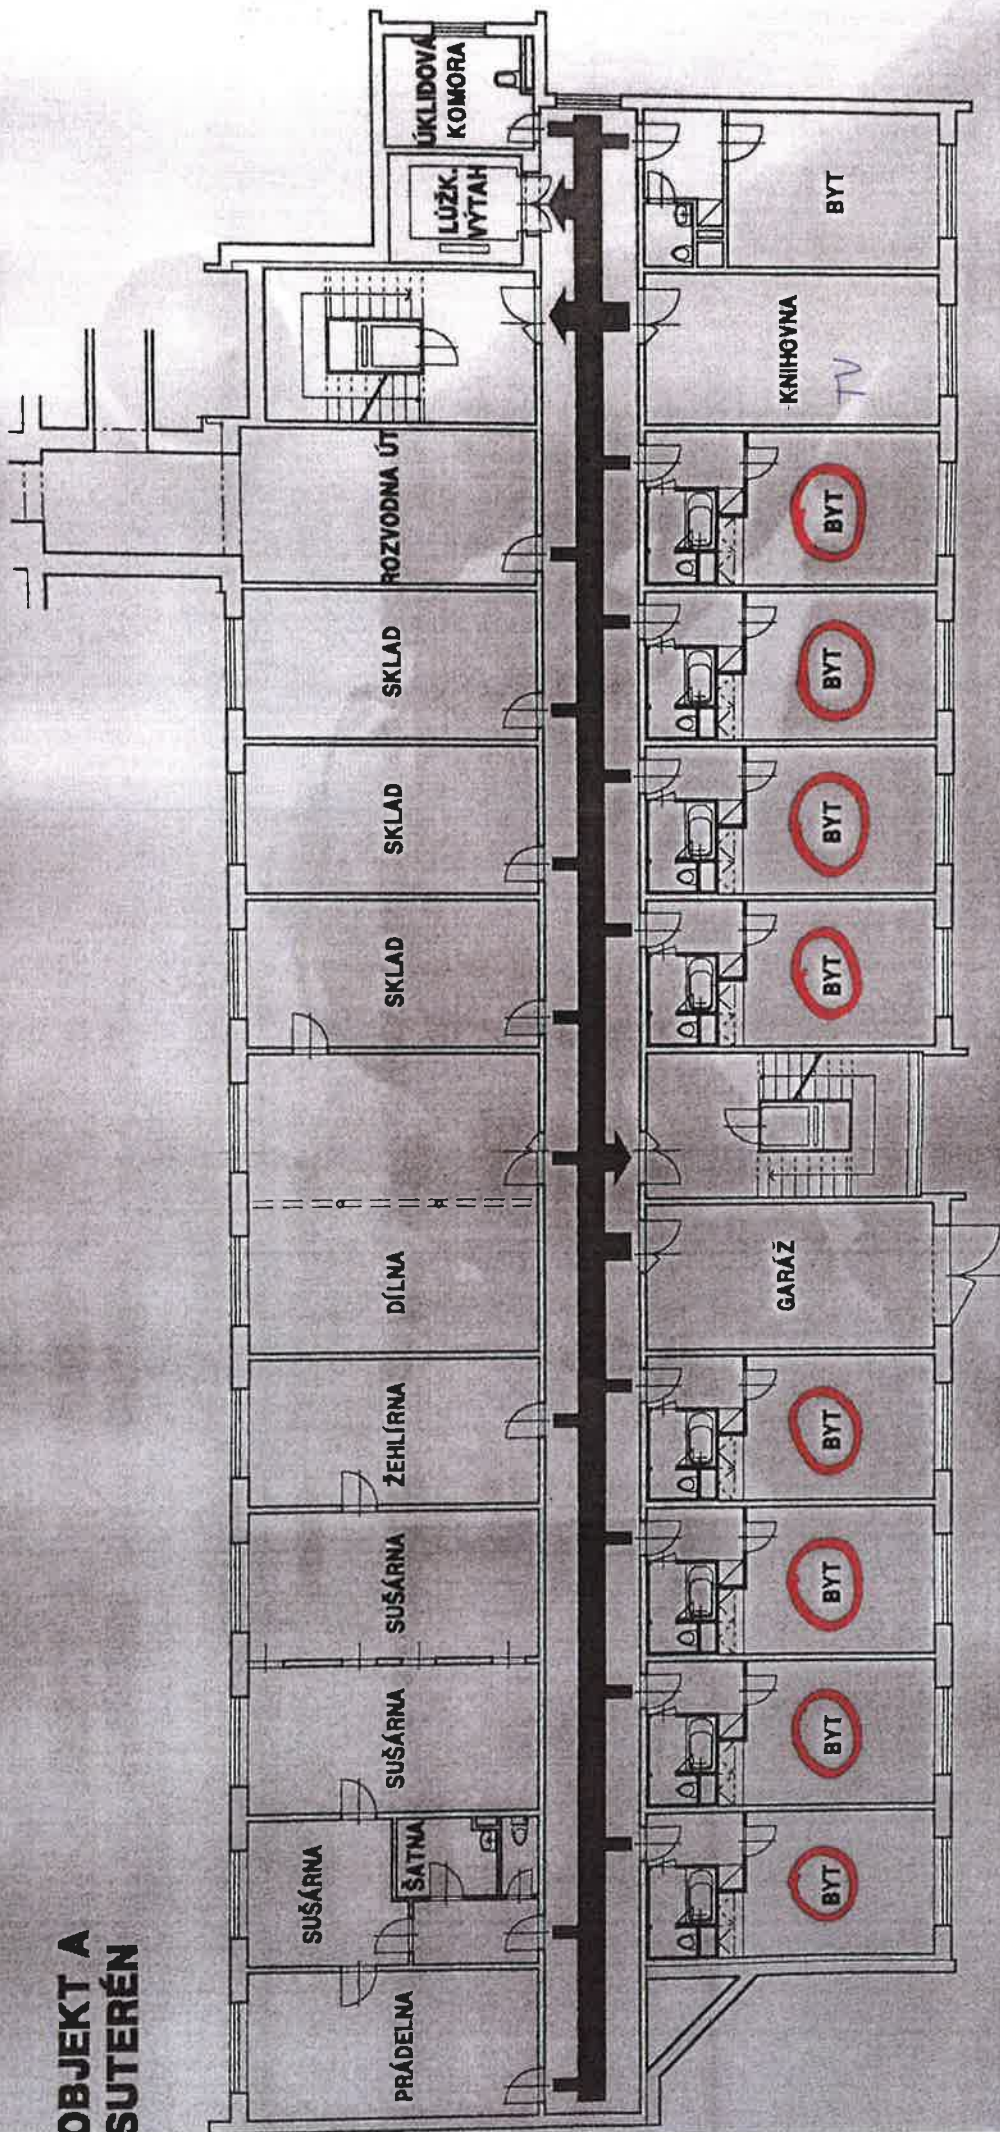 OBJEKT A
SUTERÉN
PRÁDELNA
SUŠÁRNA
ŠATNA
SUŠÁRNA
SUŠÁRNA
ŽEHLÍRNA
DÍLNA
SKLAD
SKLAD
SKLAD
ROZVODNA ÚT
LŮŽK.
VÝTAH
ÚKLIDOVÁ
KOMORA
BYT
BYT
BYT
BYT
GARÁŽ
BYT
BYT
BYT
BYT
KNIHOVNA
TV
BYT